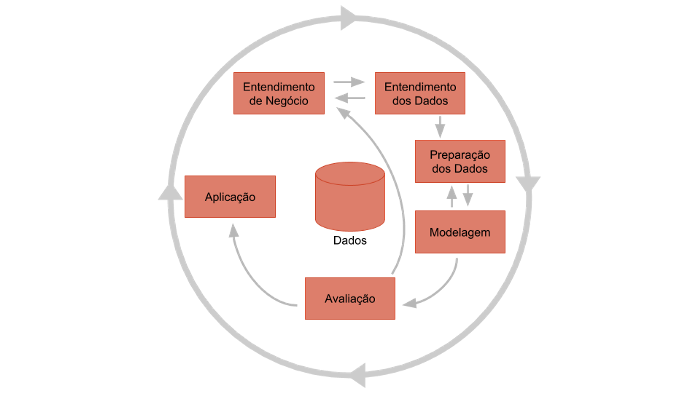 Entendimento
de Negócio
Entendimento
dos Dados
Preparação
dos Dados
Aplicação
Modelagem
Dados
Avaliação